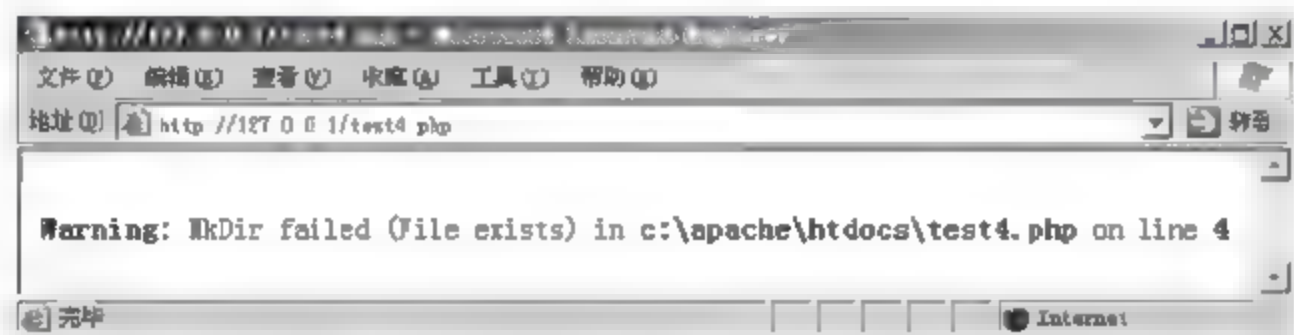 文件(F) 编辑(E) 查看(V) 收藏(A) 工具(T) 帮助(H)
地址(D) http://127.0.0.1/test4.php 转到
Warning: MkDir failed (File exists) in c:\apache\htdocs\test4.php on line 4
完毕 Internet